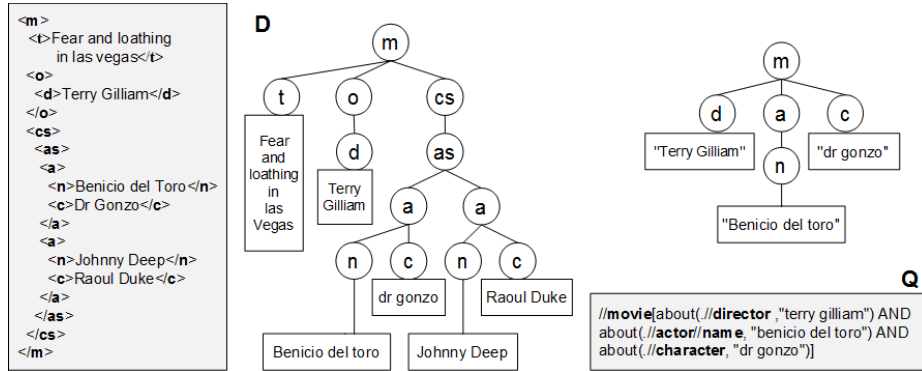 <m>
<t>Fear and loathing
in las vegas</t>
<o>
<d>Terry Gilliam</d>
</o>
<cs>
<as>
<a>
<n>Benicio del Toro</n>
<c>Dr Gonzo</c>
</a>
<a>
<n>Johnny Deep</n>
<c>Raoul Duke</c>
</a>
</as>
</cs>
</m>
D
m
t
o
cs
Fear
and
loathing
in
las
Vegas
d
as
Terry
Gilliam
a
a
n
c
n
c
dr gonzo
Raoul Duke
Benicio del toro
Johnny Deep
m
d
a
c
"Terry Gilliam"
"dr gonzo"
n
"Benicio del toro"
Q
//movie[about(.//director ,"terry gilliam") AND
about(.//actor//name, "benicio del toro") AND
about(.//character, "dr gonzo")]